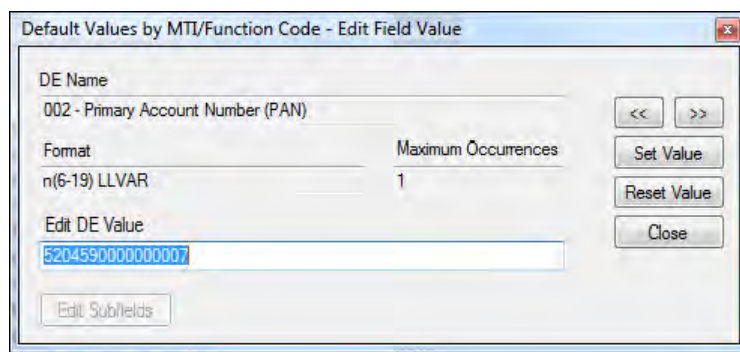 Default Values by MTI/Function Code - Edit Field Value
DE Name
002 - Primary Account Number (PAN)
<< >>
Format Maximum Occurrences Set Value
n(6-19) LLVAR 1 Reset Value
Edit DE Value Close
5204590000000007
Edit Subfields